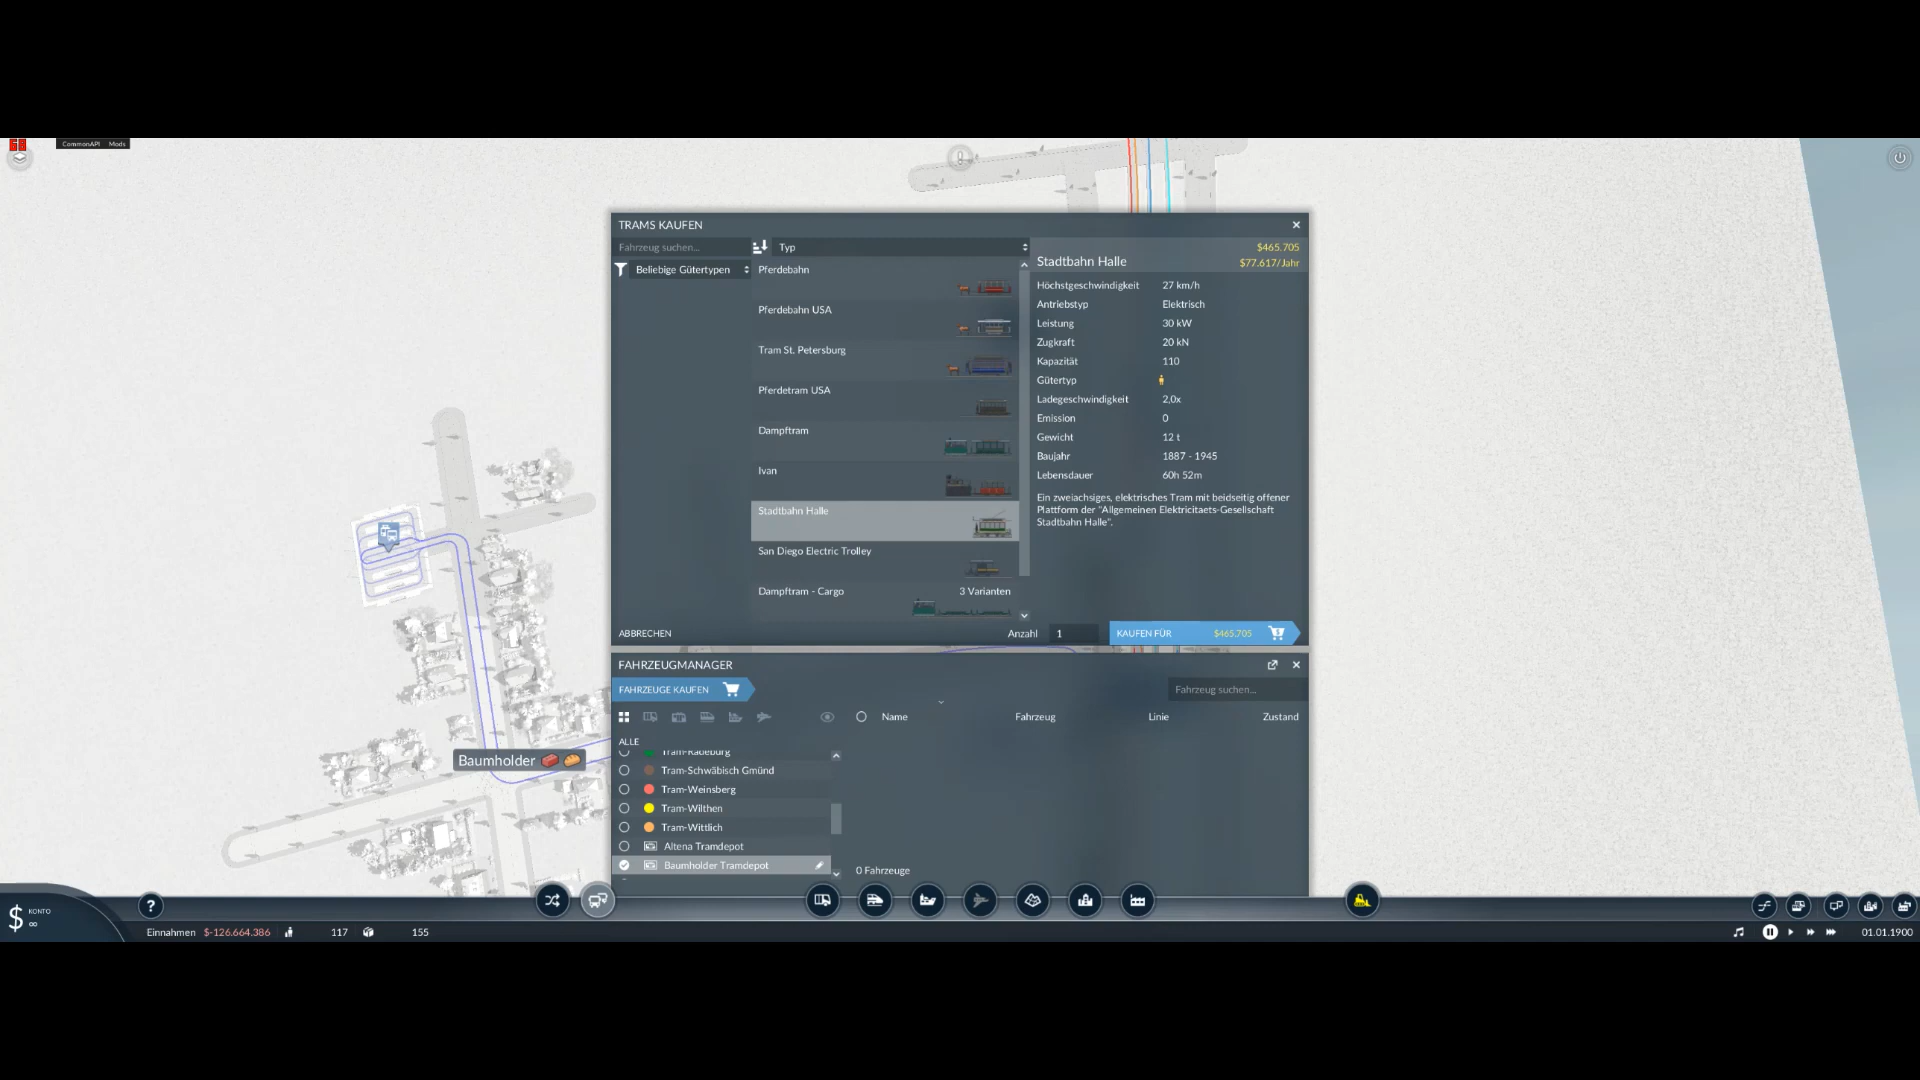 68
CommonAPI Mods
TRAMS KAUFEN
Fahrzeug suchen...
Typ
Beliebige Gütertypen
Pferdebahn
Pferdebahn USA
Tram St. Petersburg
Pferdetram USA
Dampftram
Ivan
Stadtbahn Halle
San Diego Electric Trolley
Dampftram - Cargo 3 Varianten
$465.705
Stadtbahn Halle
$77.617/Jahr
Höchstgeschwindigkeit 27 km/h
Antriebstyp Elektrisch
Leistung 30 kW
Zugkraft 20 kN
Kapazität 110
Gütertyp
Ladegeschwindigkeit 2,0x
Emission 0
Gewicht 12 t
Baujahr 1887 - 1945
Lebensdauer 60h 52m
Ein zweiachsiges, elektrisches Tram mit beidseitig offener
Plattform der "Allgemeinen Elektricitaets-Gesellschaft
Stadtbahn Halle".
ABBRECHEN
Anzahl 1
KAUFEN FÜR $465.705
FAHRZEUGMANAGER
FAHRZEUGE KAUFEN
Fahrzeug suchen...
Name Fahrzeug Linie Zustand
ALLE
Tram-Radeburg
Tram-Schwäbisch Gmünd
Tram-Weinsberg
Tram-Wilthen
Tram-Wittlich
Altena Tramdepot
Baumholder Tramdepot
0 Fahrzeuge
Baumholder
$ KONTO
∞
?
Einnahmen $-126.664.386 117 155
01.01.1900